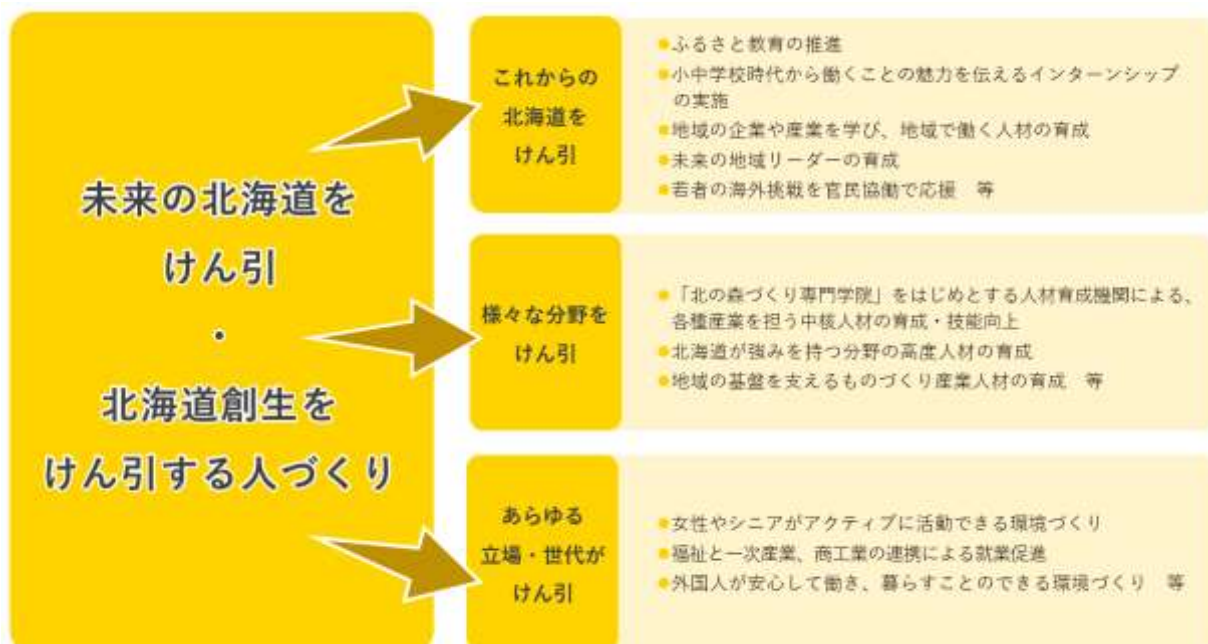 未来の北海道を
けん引
・
北海道創生を
けん引する人づくり
これからの
北海道を
けん引
●ふるさと教育の推進
●小中学校時代から働くことの魅力を伝えるインターンシップ
の実施
●地域の企業や産業を学び、地域で働く人材の育成
●未来の地域リーダーの育成
●若者の海外挑戦を官民協働で応援　等
様々な分野を
けん引
●「北の森づくり専門学院」をはじめとする人材育成機関による、
各種産業を担う中核人材の育成・技能向上
●北海道が強みを持つ分野の高度人材の育成
●地域の基盤を支えるものづくり産業人材の育成　等
あらゆる
立場・世代が
けん引
●女性やシニアがアクティブに活動できる環境づくり
●福祉と一次産業、商工業の連携による就業促進
●外国人が安心して働き、暮らすことのできる環境づくり　等